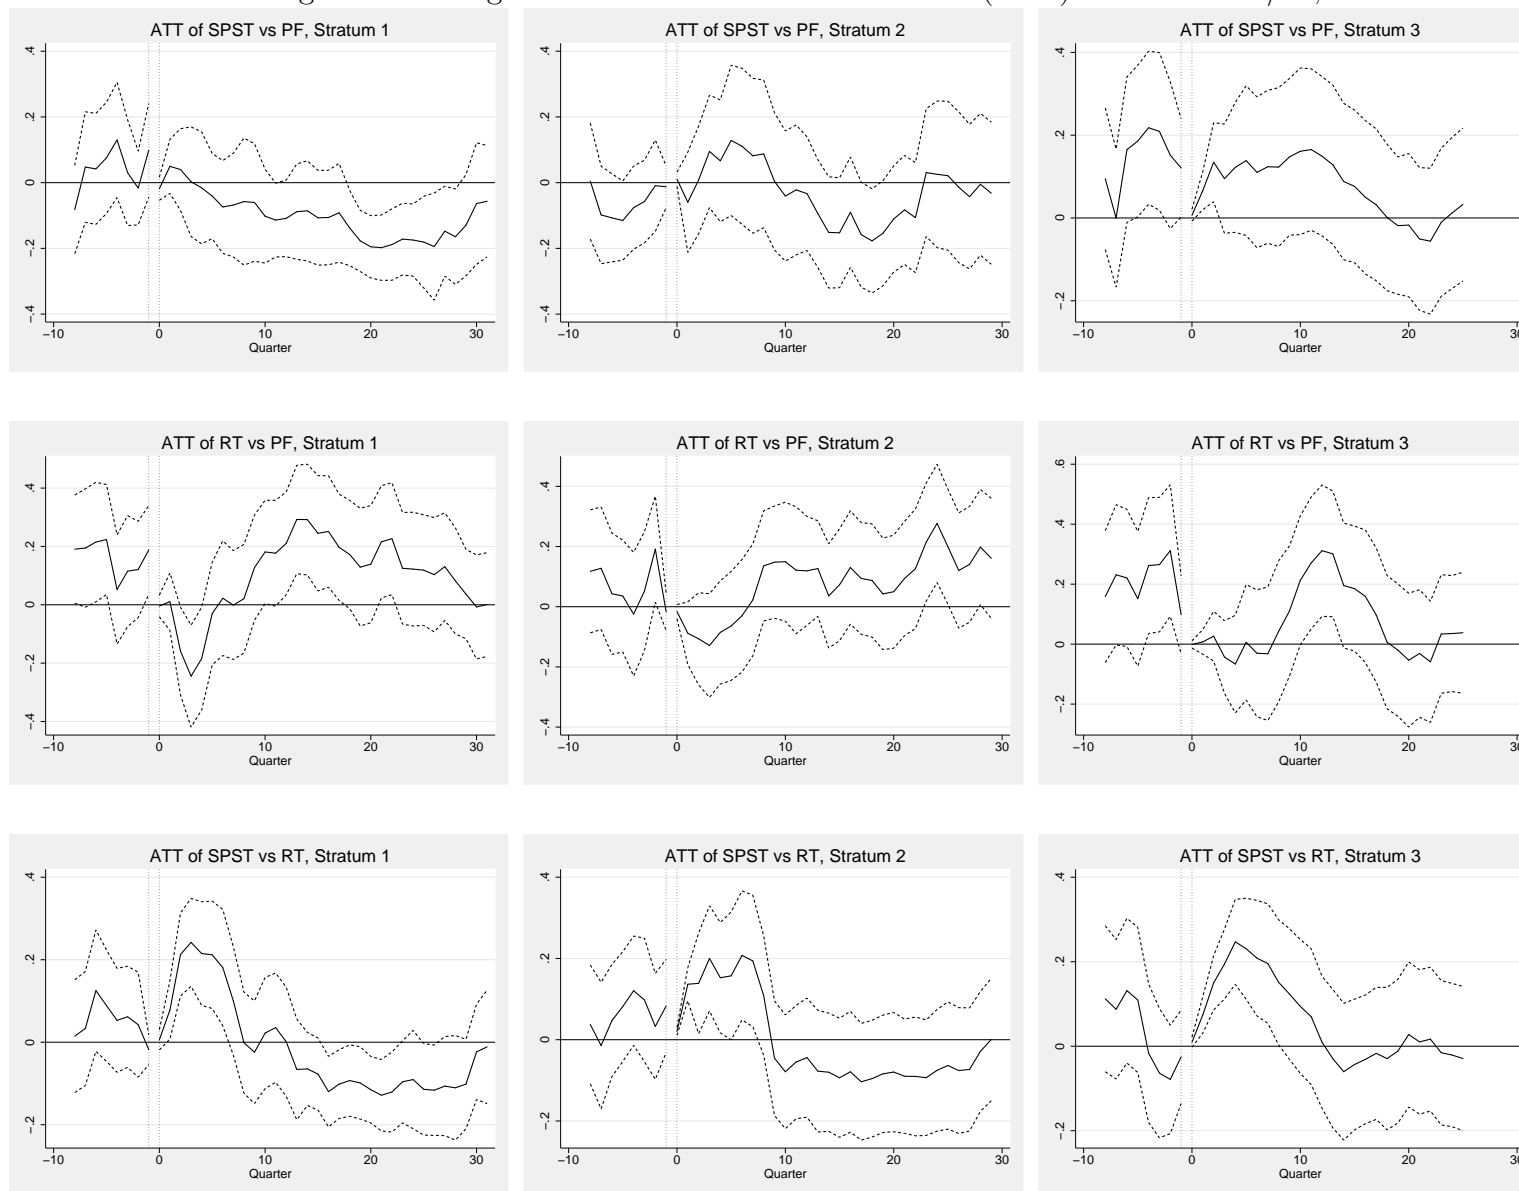 ATT of SPST vs PF, Stratum 1
.4
.2
0
−.2
−.4
−10 0 10 20 30
Quarter
ATT of SPST vs PF, Stratum 2
.4
.2
0
−.2
−.4
−10 0 10 20 30
Quarter
ATT of SPST vs PF, Stratum 3
.4
.2
0
−.2
−10 0 10 20 30
Quarter
ATT of RT vs PF, Stratum 1
.4
.2
0
−.2
−.4
−10 0 10 20 30
Quarter
ATT of RT vs PF, Stratum 2
.4
.2
0
−.2
−.4
−10 0 10 20 30
Quarter
ATT of RT vs PF, Stratum 3
.6
.4
.2
0
−.2
−10 0 10 20 30
Quarter
ATT of SPST vs RT, Stratum 1
.4
.2
0
−.2
−10 0 10 20 30
Quarter
ATT of SPST vs RT, Stratum 2
.4
.2
0
−.2
−10 0 10 20 30
Quarter
ATT of SPST vs RT, Stratum 3
.4
.2
0
−.2
−10 0 10 20 30
Quarter